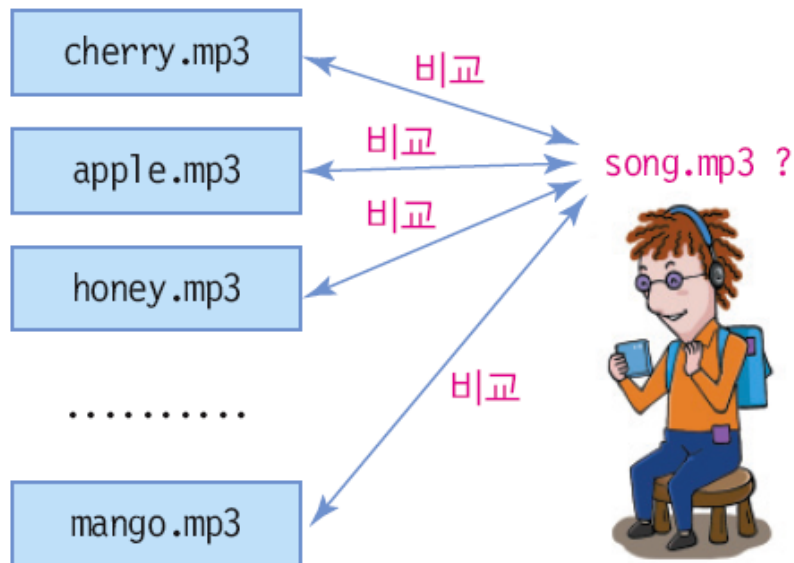 cherry.mp3
비교
apple.mp3
비교
song.mp3 ?
honey.mp3
비교
..........
비교
mango.mp3